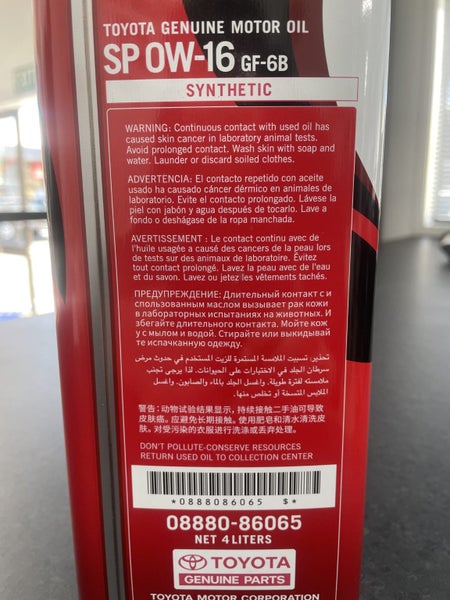 TOYOTA GENUINE MOTOR OIL
SP 0W-16 GF-6B
SYNTHETIC
WARNING: Continuous contact with used oil has
caused skin cancer in laboratory animal tests.
Avoid prolonged contact. Wash skin with soap and
water. Launder or discard soiled clothes.
ADVERTENCIA: El contacto repetido con aceite
usado ha causado cáncer dérmico en animales de
laboratorio. Evite el contacto prolongado. Lávese la
piel con jabón y agua después de tocarlo. Lave a
fondo o deshágase de la ropa manchada.
AVERTISSEMENT : Le contact continu avec de
l'huile usagée a causé des cancers de la peau lors
de tests sur des animaux de laboratoire. Évitez
tout contact prolongé. Lavez la peau avec de l'eau
et du savon. Lavez ou jetez les vêtements tachés.
ПРЕДУПРЕЖДЕНИЕ: Длительный контакт с и
спользованным маслом вызывает рак кожи
в лабораторных испытаниях на животных. И
збегайте длительного контакта. Мойте кож
у с мылом и водой. Стирайте или выкидывай
те испачканную одежду.
تحذير: تسببت الملامسة المستمرة للزيت المستخدم في حدوث مرض
سرطان الجلد في الاختبارات على الحيوانات. لذا يرجى تجنب
ملامسته لفترة طويلة. واغسل الجلد بالماء والصابون. واغسل
الملابس المتسخة أو تخلص منها.
警告：动物试验结果显示，持续接触二手油可导致
皮肤癌。应避免长期接触。使用肥皂和清水清洗皮
肤。对受污染的衣服进行洗涤或丢弃处理。
DON'T POLLUTE-CONSERVE RESOURCES
RETURN USED OIL TO COLLECTION CENTER
*0888086065 $*
08880-86065
NET 4 LITERS
TOYOTA
GENUINE PARTS
TOYOTA MOTOR CORPORATION